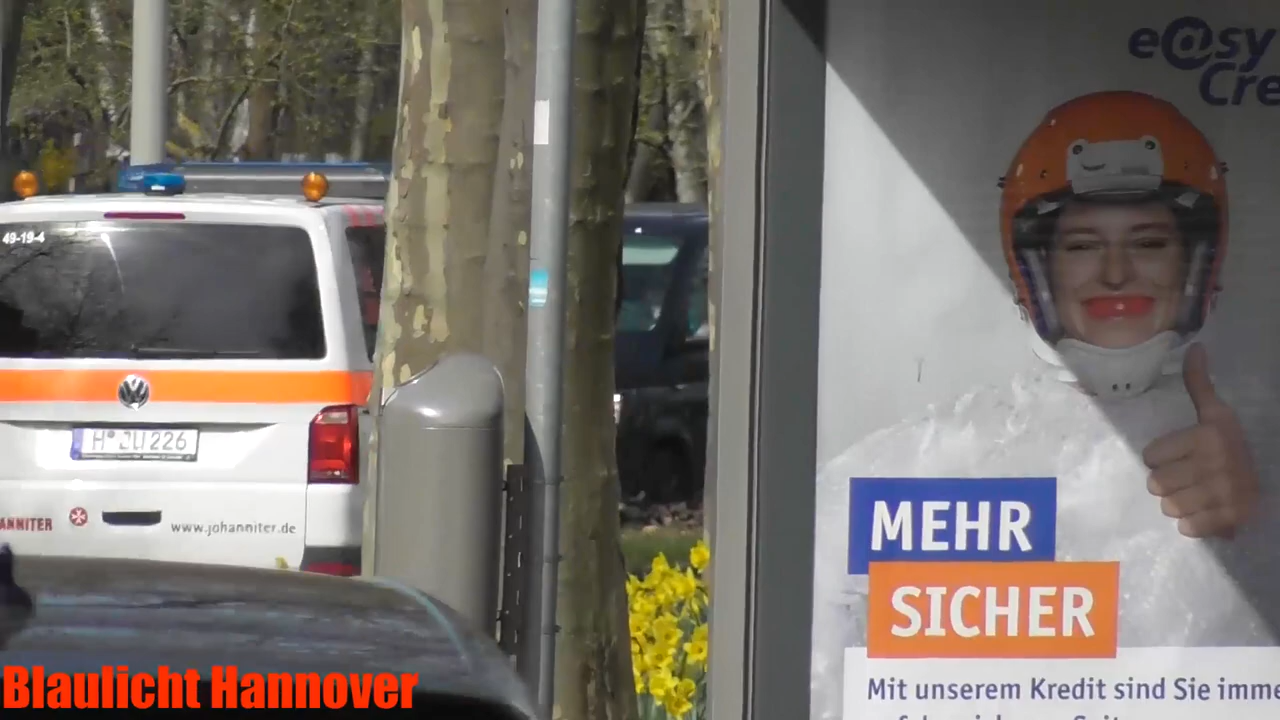 e@sy
Cre
49-19-4
226
ANNITER
www.johanniter.de
MEHR
SICHER
Mit unserem Kredit sind Sie imme
Blaulicht Hannover